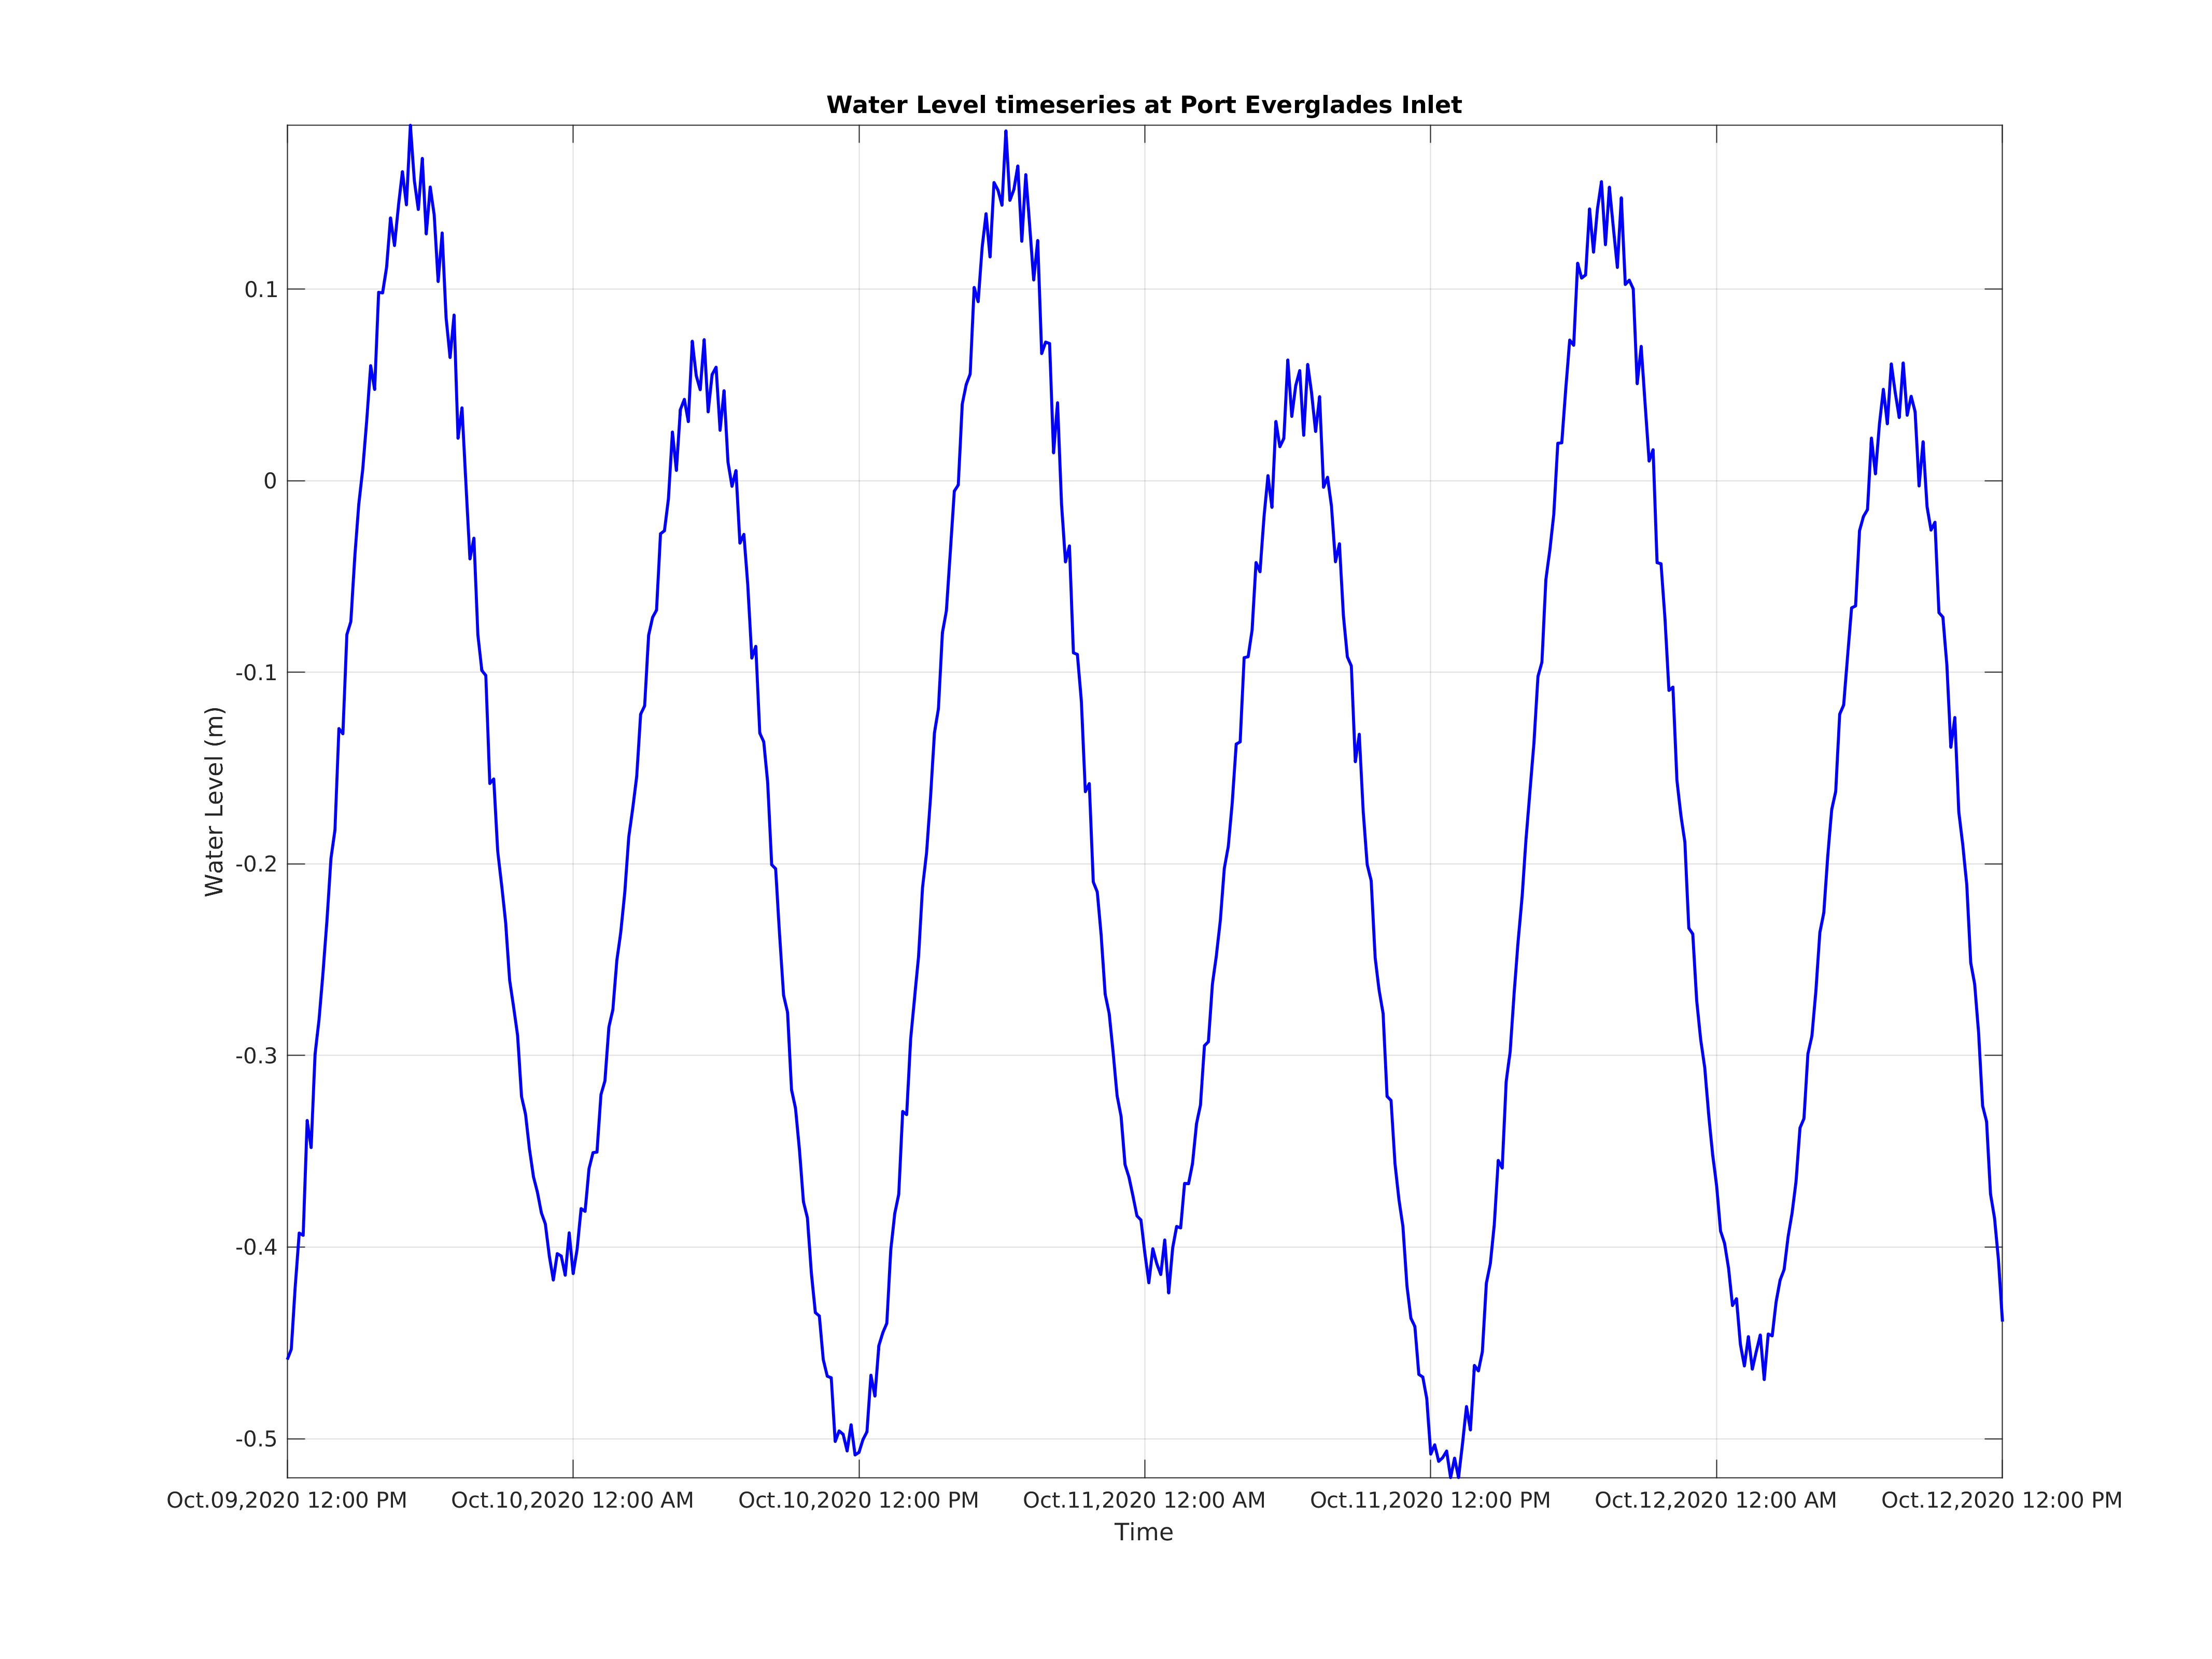 Water Level timeseries at Port Everglades Inlet
0.1
0
-0.1
-0.2
-0.3
-0.4
-0.5
Water Level (m)
Oct.09,2020 12:00 PM Oct.10,2020 12:00 AM Oct.10,2020 12:00 PM Oct.11,2020 12:00 AM Oct.11,2020 12:00 PM Oct.12,2020 12:00 AM Oct.12,2020 12:00 PM
Time